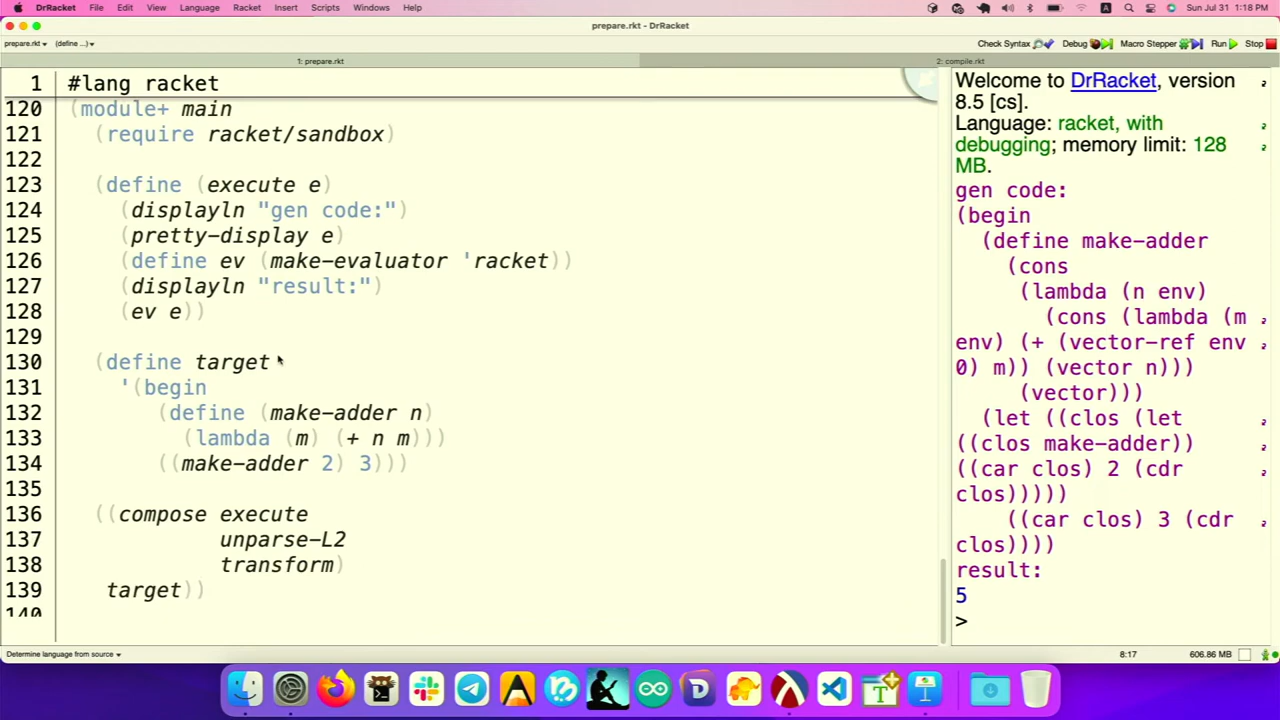 DrRacket File Edit View Language Racket Insert Scripts Windows Help
A Sun Jul 31 1:18 PM
prepare.rkt - DrRacket
prepare.rkt (define ...) Check Syntax Debug Macro Stepper Run Stop
1: prepare.rkt 2: compile.rkt
1 #lang racket
120 (module+ main
121 (require racket/sandbox)
122
123 (define (execute e)
124 (displayln "gen code:")
125 (pretty-display e)
126 (define ev (make-evaluator 'racket))
127 (displayln "result:")
128 (ev e))
129
130 (define target
131 '(begin
132 (define (make-adder n)
133 (lambda (m) (+ n m)))
134 ((make-adder 2) 3)))
135
136 ((compose execute
137 unparse-L2
138 transform)
139 target))
140
Welcome to DrRacket, version
8.5 [cs].
Language: racket, with
debugging; memory limit: 128
MB.
gen code:
(begin
(define make-adder
(cons
(lambda (n env)
(cons (lambda (m
env) (+ (vector-ref env
0) m)) (vector n)))
(vector)))
(let ((clos (let
((clos make-adder))
((car clos) 2 (cdr
clos)))))
((car clos) 3 (cdr
clos))))
result:
5
>
Determine language from source 8:17 606.86 MB